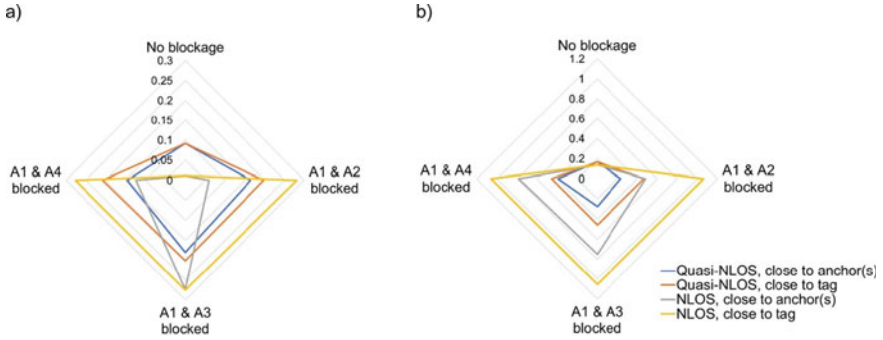 a)
No blockage
0.3
0.25
0.2
0.15
0.1
0.05
0
A1 & A4
blocked
A1 & A2
blocked
A1 & A3
blocked
b)
No blockage
1.2
1
0.8
0.6
0.4
0.2
0
A1 & A4
blocked
A1 & A2
blocked
A1 & A3
blocked
Quasi-NLOS, close to anchor(s)
Quasi-NLOS, close to tag
NLOS, close to anchor(s)
NLOS, close to tag